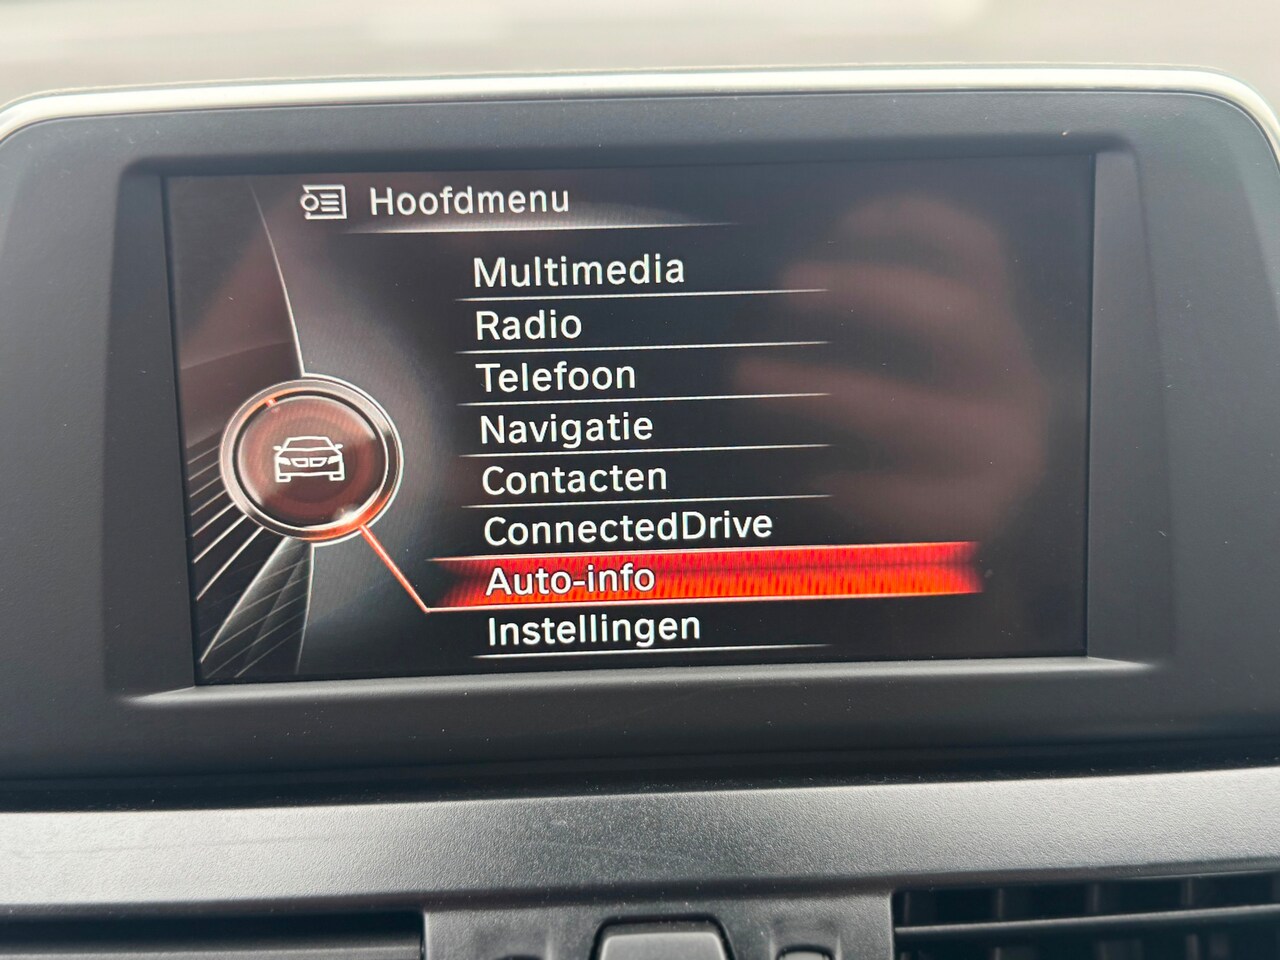 Hoofdmenu
Multimedia
Radio
Telefoon
Navigatie
Contacten
ConnectedDrive
Auto-info
Instellingen